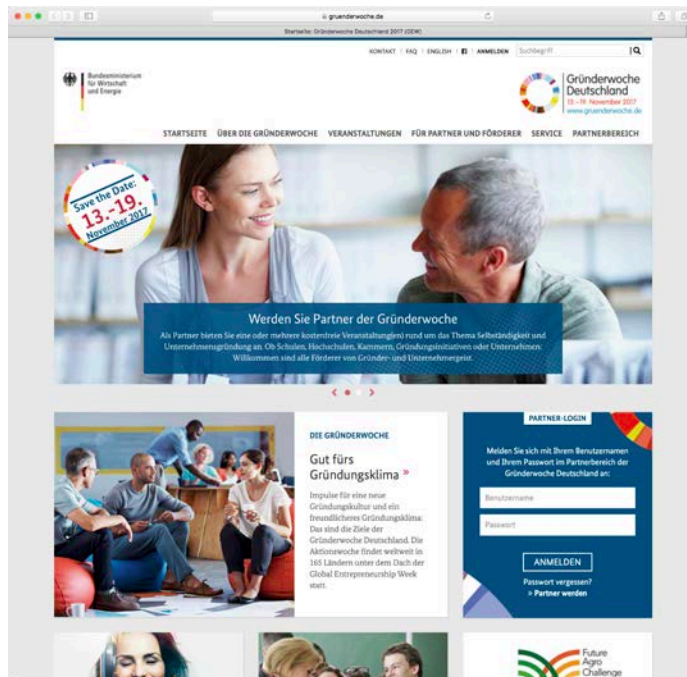 gruenderwoche.de
Startseite: Gründerwoche Deutschland 2017 (GEW)
KONTAKT | FAQ | ENGLISH | ANMELDEN Suchbegriff
Bundesministerium
für Wirtschaft
und Energie
Gründerwoche
Deutschland
13.–19. November 2017
www.gruenderwoche.de
STARTSEITE ÜBER DIE GRÜNDERWOCHE VERANSTALTUNGEN FÜR PARTNER UND FÖRDERER SERVICE PARTNERBEREICH
Save the Date:
13.-19.
November 2017
Werden Sie Partner der Gründerwoche
Als Partner bieten Sie eine oder mehrere kostenfreie Veranstaltung(en) rund um das Thema Selbständigkeit und
Unternehmensgründung an. Ob Schulen, Hochschulen, Kammern, Gründungsinitiativen oder Unternehmen:
Willkommen sind alle Förderer von Gründer- und Unternehmergeist.
DIE GRÜNDERWOCHE
Gut fürs
Gründungsklima »
Impulse für eine neue
Gründungskultur und ein
freundlicheres Gründungsklima:
Das sind die Ziele der
Gründerwoche Deutschland. Die
Aktionswoche findet weltweit in
165 Ländern unter dem Dach der
Global Entrepreneurship Week
statt.
PARTNER-LOGIN
Melden Sie sich mit Ihrem Benutzernamen
und Ihrem Passwort im Partnerbereich der
Gründerwoche Deutschland an:
Benutzername
Passwort
ANMELDEN
Passwort vergessen?
» Partner werden
Future
Agro
Challenge